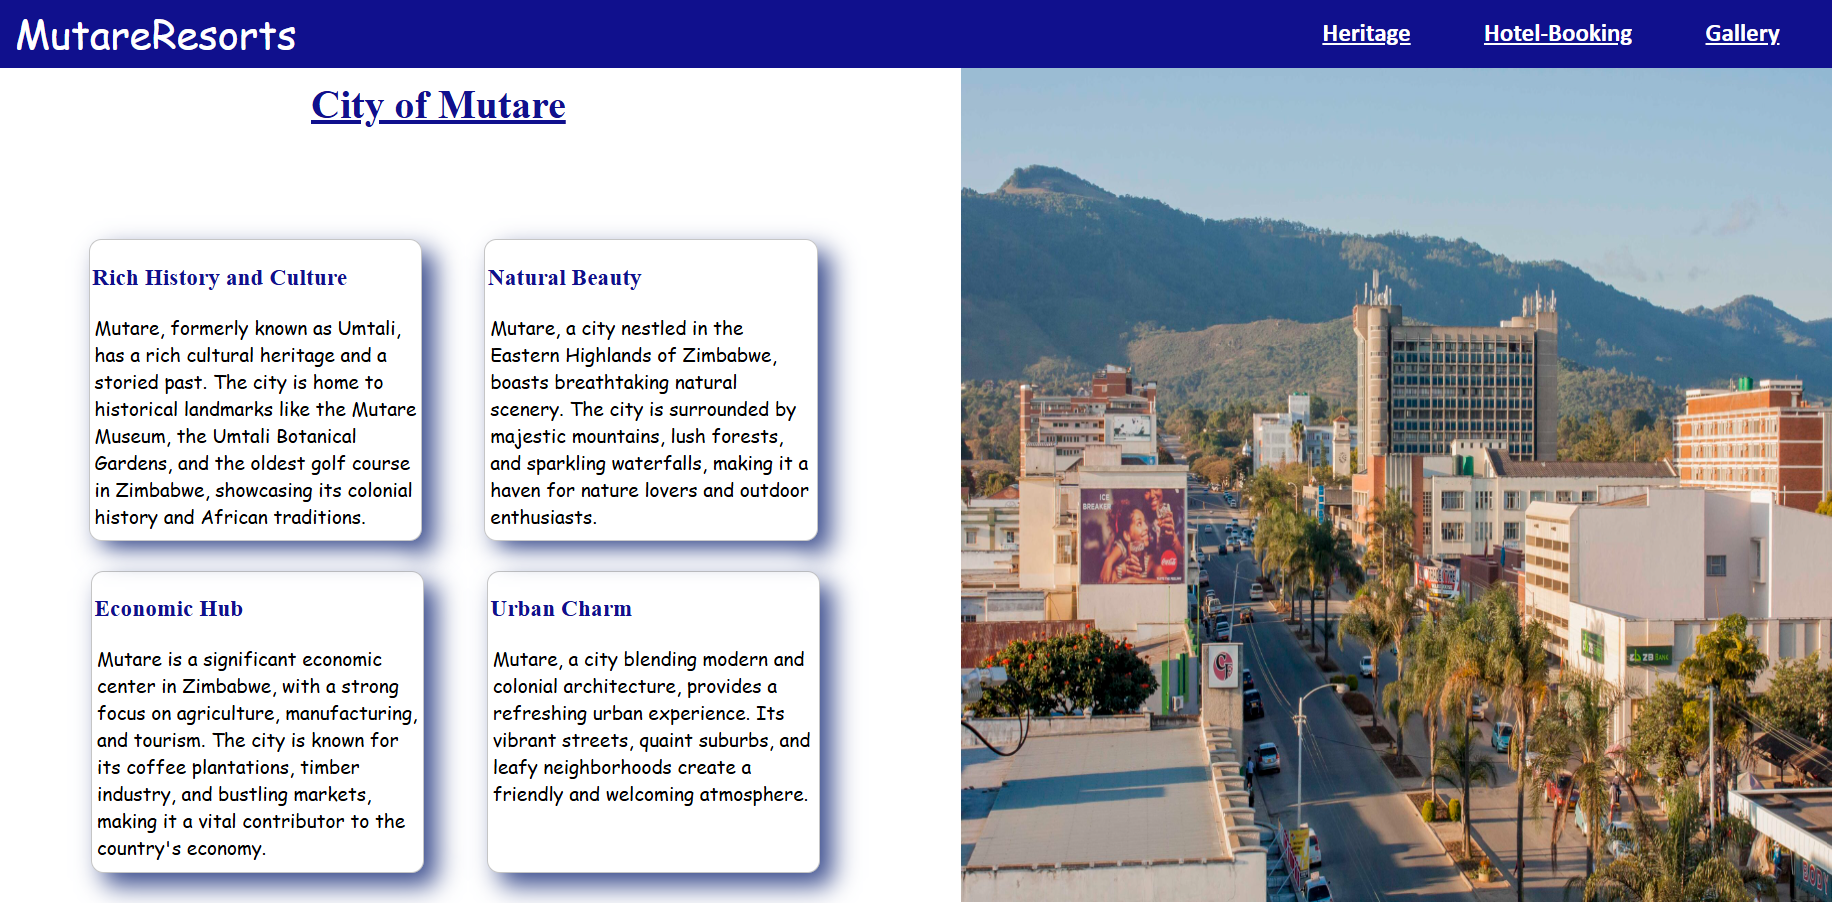 MutareResorts
Heritage Hotel-Booking Gallery
City of Mutare
Rich History and Culture
Mutare, formerly known as Umtali,
has a rich cultural heritage and a
storied past. The city is home to
historical landmarks like the Mutare
Museum, the Umtali Botanical
Gardens, and the oldest golf course
in Zimbabwe, showcasing its colonial
history and African traditions.
Natural Beauty
Mutare, a city nestled in the
Eastern Highlands of Zimbabwe,
boasts breathtaking natural
scenery. The city is surrounded by
majestic mountains, lush forests,
and sparkling waterfalls, making it a
haven for nature lovers and outdoor
enthusiasts.
Economic Hub
Mutare is a significant economic
center in Zimbabwe, with a strong
focus on agriculture, manufacturing,
and tourism. The city is known for
its coffee plantations, timber
industry, and bustling markets,
making it a vital contributor to the
country's economy.
Urban Charm
Mutare, a city blending modern and
colonial architecture, provides a
refreshing urban experience. Its
vibrant streets, quaint suburbs, and
leafy neighborhoods create a
friendly and welcoming atmosphere.
ICE
BREAKER
Coca-Cola
ZB BANK
BODY